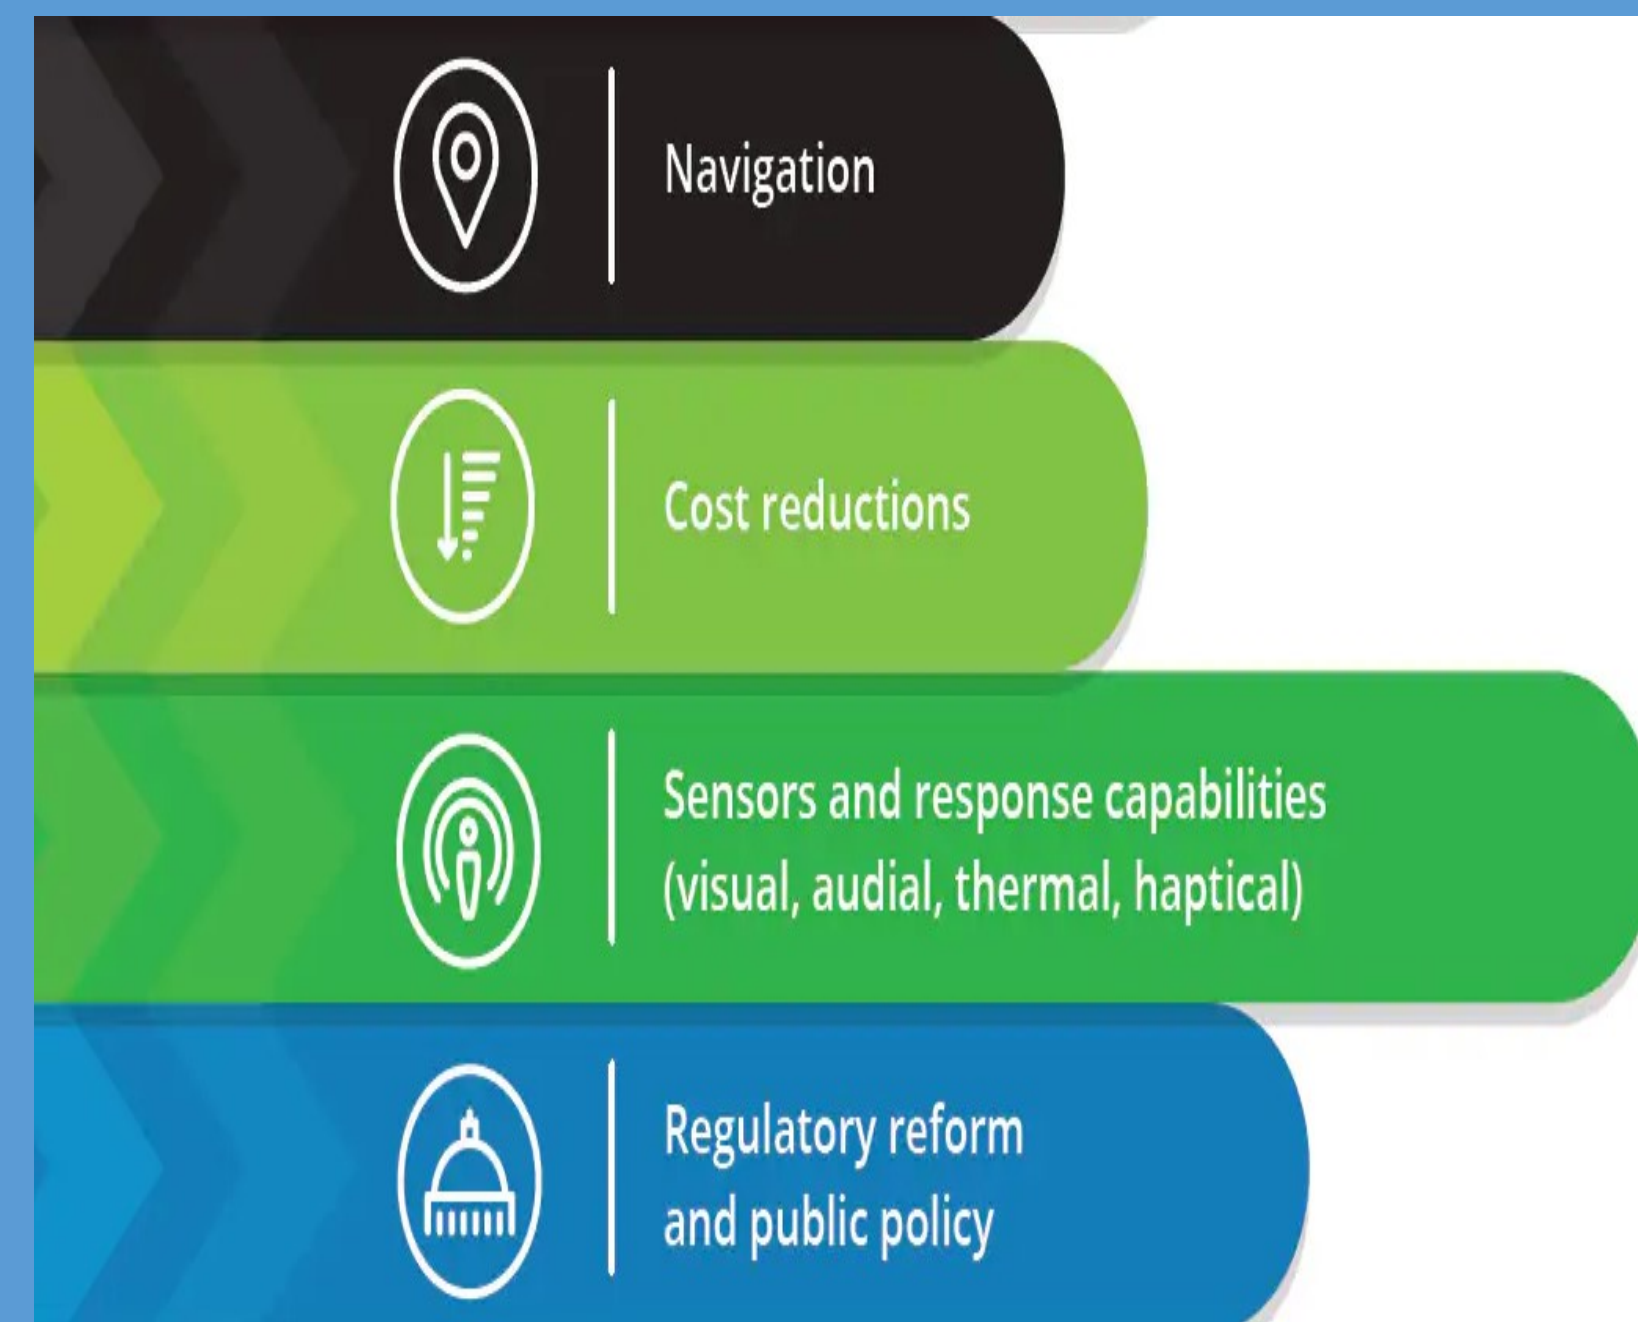 Navigation
Cost reductions
Sensors and response capabilities
(visual, audial, thermal, haptical)
Regulatory reform
and public policy